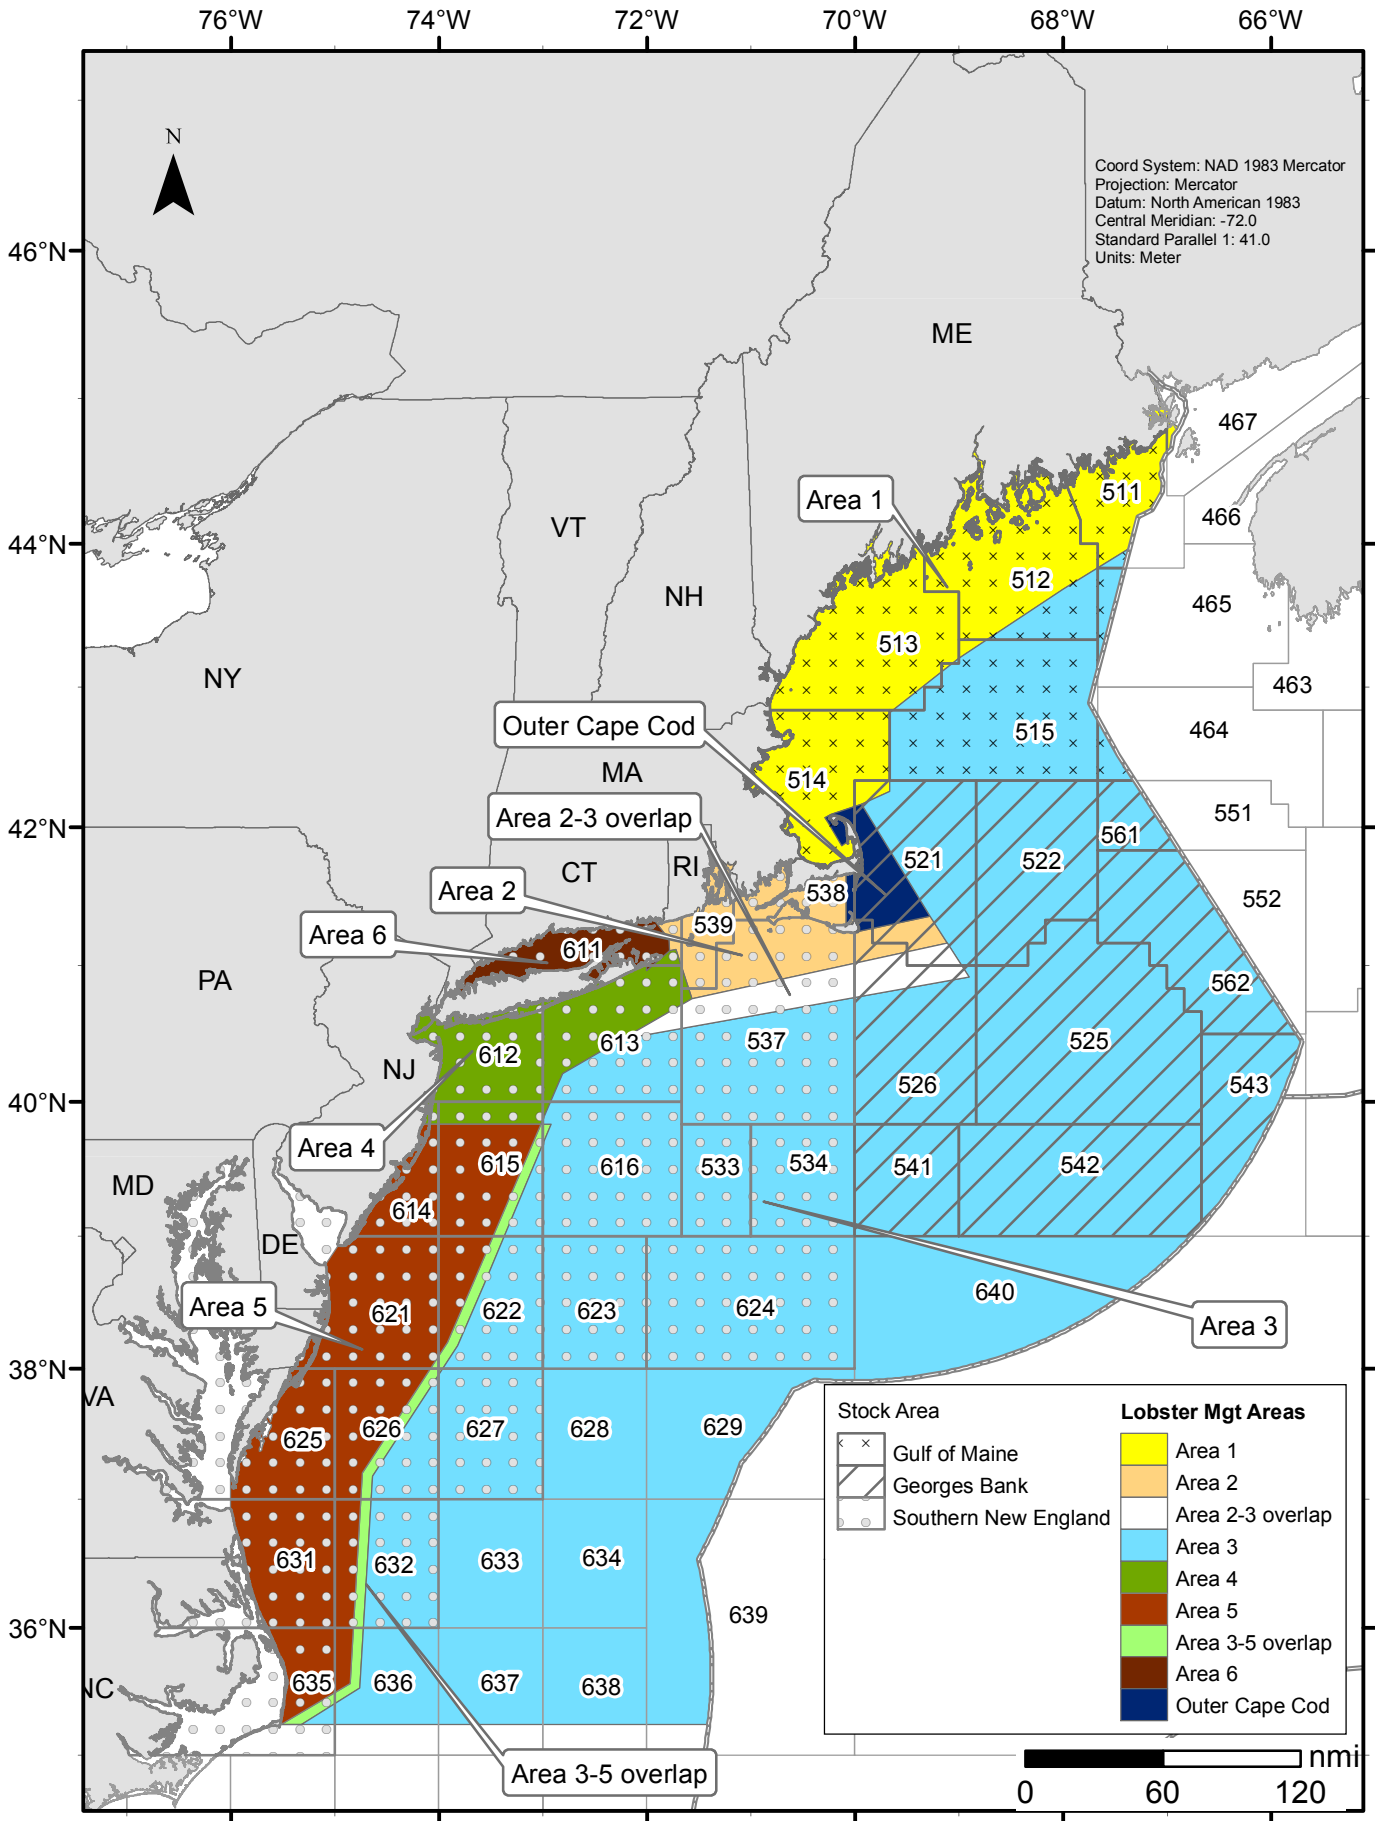 76°W 74°W 72°W 70°W 68°W 66°W
N
Coord System: NAD 1983 Mercator
Projection: Mercator
Datum: North American 1983
Central Meridian: -72.0
Standard Parallel 1: 41.0
Units: Meter
46°N
ME
467
511
Area 1
466
VT
44°N
512
NH
465
513
NY
463
Outer Cape Cod
464
515
MA
514
551
Area 2-3 overlap
42°N
561
521
522
RI
CT
Area 2
538
552
539
Area 6
611
PA
562
537
525
613
612
NJ
526
543
40°N
Area 4
615
616
533
534
541
542
MD
614
DE
640
Area 5
621
622
623
624
Area 3
38°N
VA
626
627
628
629
625
631
632
633
634
639
36°N
635
636
637
638
NC
Area 3-5 overlap
Stock Area
Gulf of Maine
Georges Bank
Southern New England
Lobster Mgt Areas
Area 1
Area 2
Area 2-3 overlap
Area 3
Area 4
Area 5
Area 3-5 overlap
Area 6
Outer Cape Cod
nmi
0 60 120